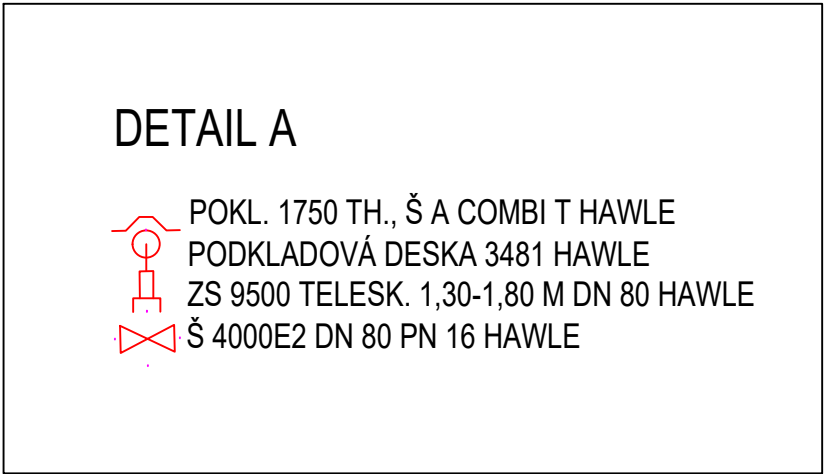 DETAIL A
POKL. 1750 TH., Š A COMBI T HAWLE
PODKLADOVÁ DESKA 3481 HAWLE
ZS 9500 TELESK. 1,30-1,80 M DN 80 HAWLE
Š 4000E2 DN 80 PN 16 HAWLE